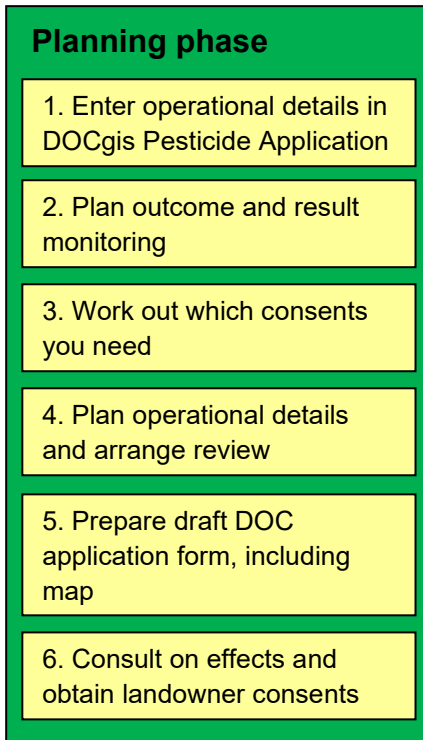 Planning phase
1. Enter operational details in
DOCgis Pesticide Application
2. Plan outcome and result
monitoring
3. Work out which consents
you need
4. Plan operational details
and arrange review
5. Prepare draft DOC
application form, including
map
6. Consult on effects and
obtain landowner consents